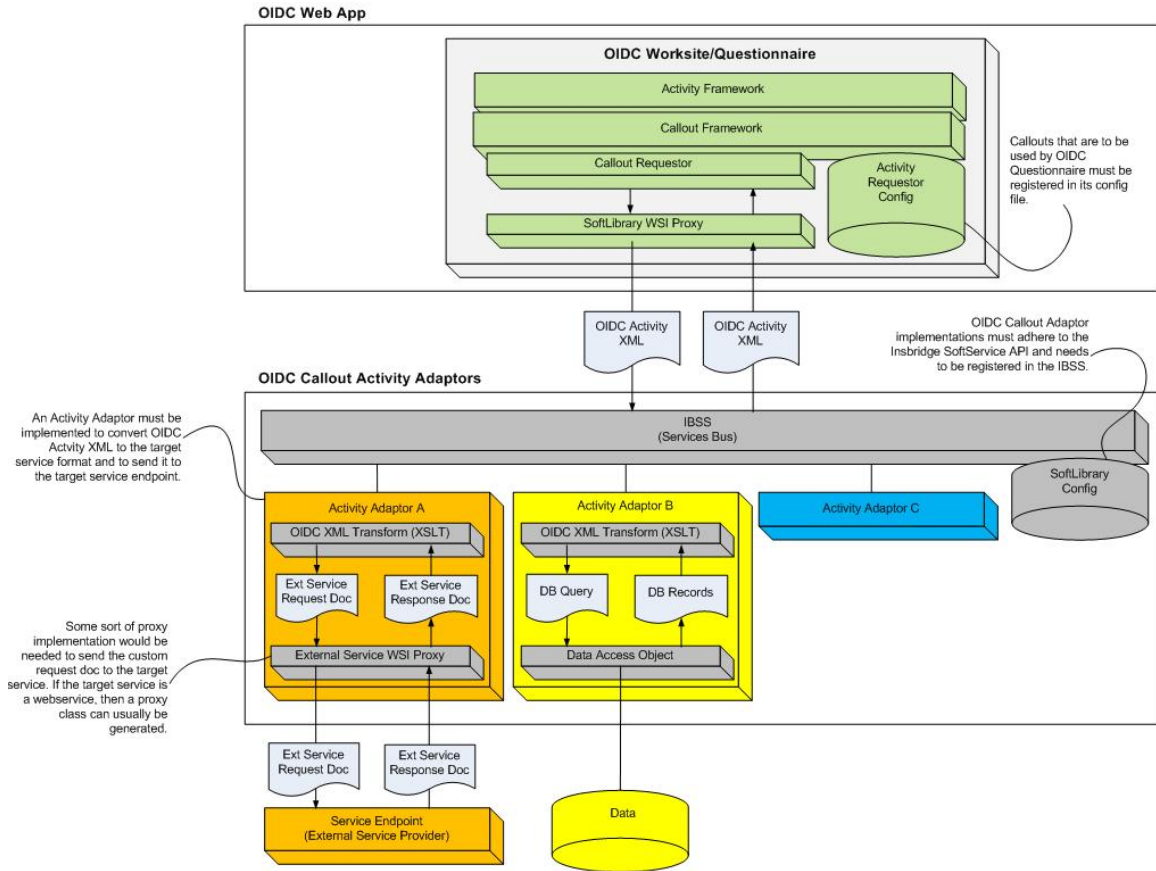 OIDC Web App
OIDC Worksite/Questionnaire
Activity Framework
Callout Framework
Callout Requestor
SoftLibrary WSI Proxy
Activity
Requestor
Config
Callouts that are to be
used by OIDC
Questionnaire must be
registered in its config
file.
OIDC Activity
XML
OIDC Activity
XML
OIDC Callout Adaptor
implementations must adhere to the
Insbridge SoftService API and needs
to be registered in the IBSS.
OIDC Callout Activity Adaptors
An Activity Adaptor must be
implemented to convert OIDC
Actvity XML to the target
service format and to send it to
the target service endpoint.
IBSS
(Services Bus)
SoftLibrary
Config
Activity Adaptor A
OIDC XML Transform (XSLT)
Ext Service
Request Doc
Ext Service
Response Doc
External Service WSI Proxy
Activity Adaptor B
OIDC XML Transform (XSLT)
DB Query
DB Records
Data Access Object
Activity Adaptor C
Some sort of proxy
implementation would be
needed to send the custom
request doc to the target
service. If the target service is
a webservice, then a proxy
class can usually be
generated.
Ext Service
Request Doc
Ext Service
Response Doc
Service Endpoint
(External Service Provider)
Data